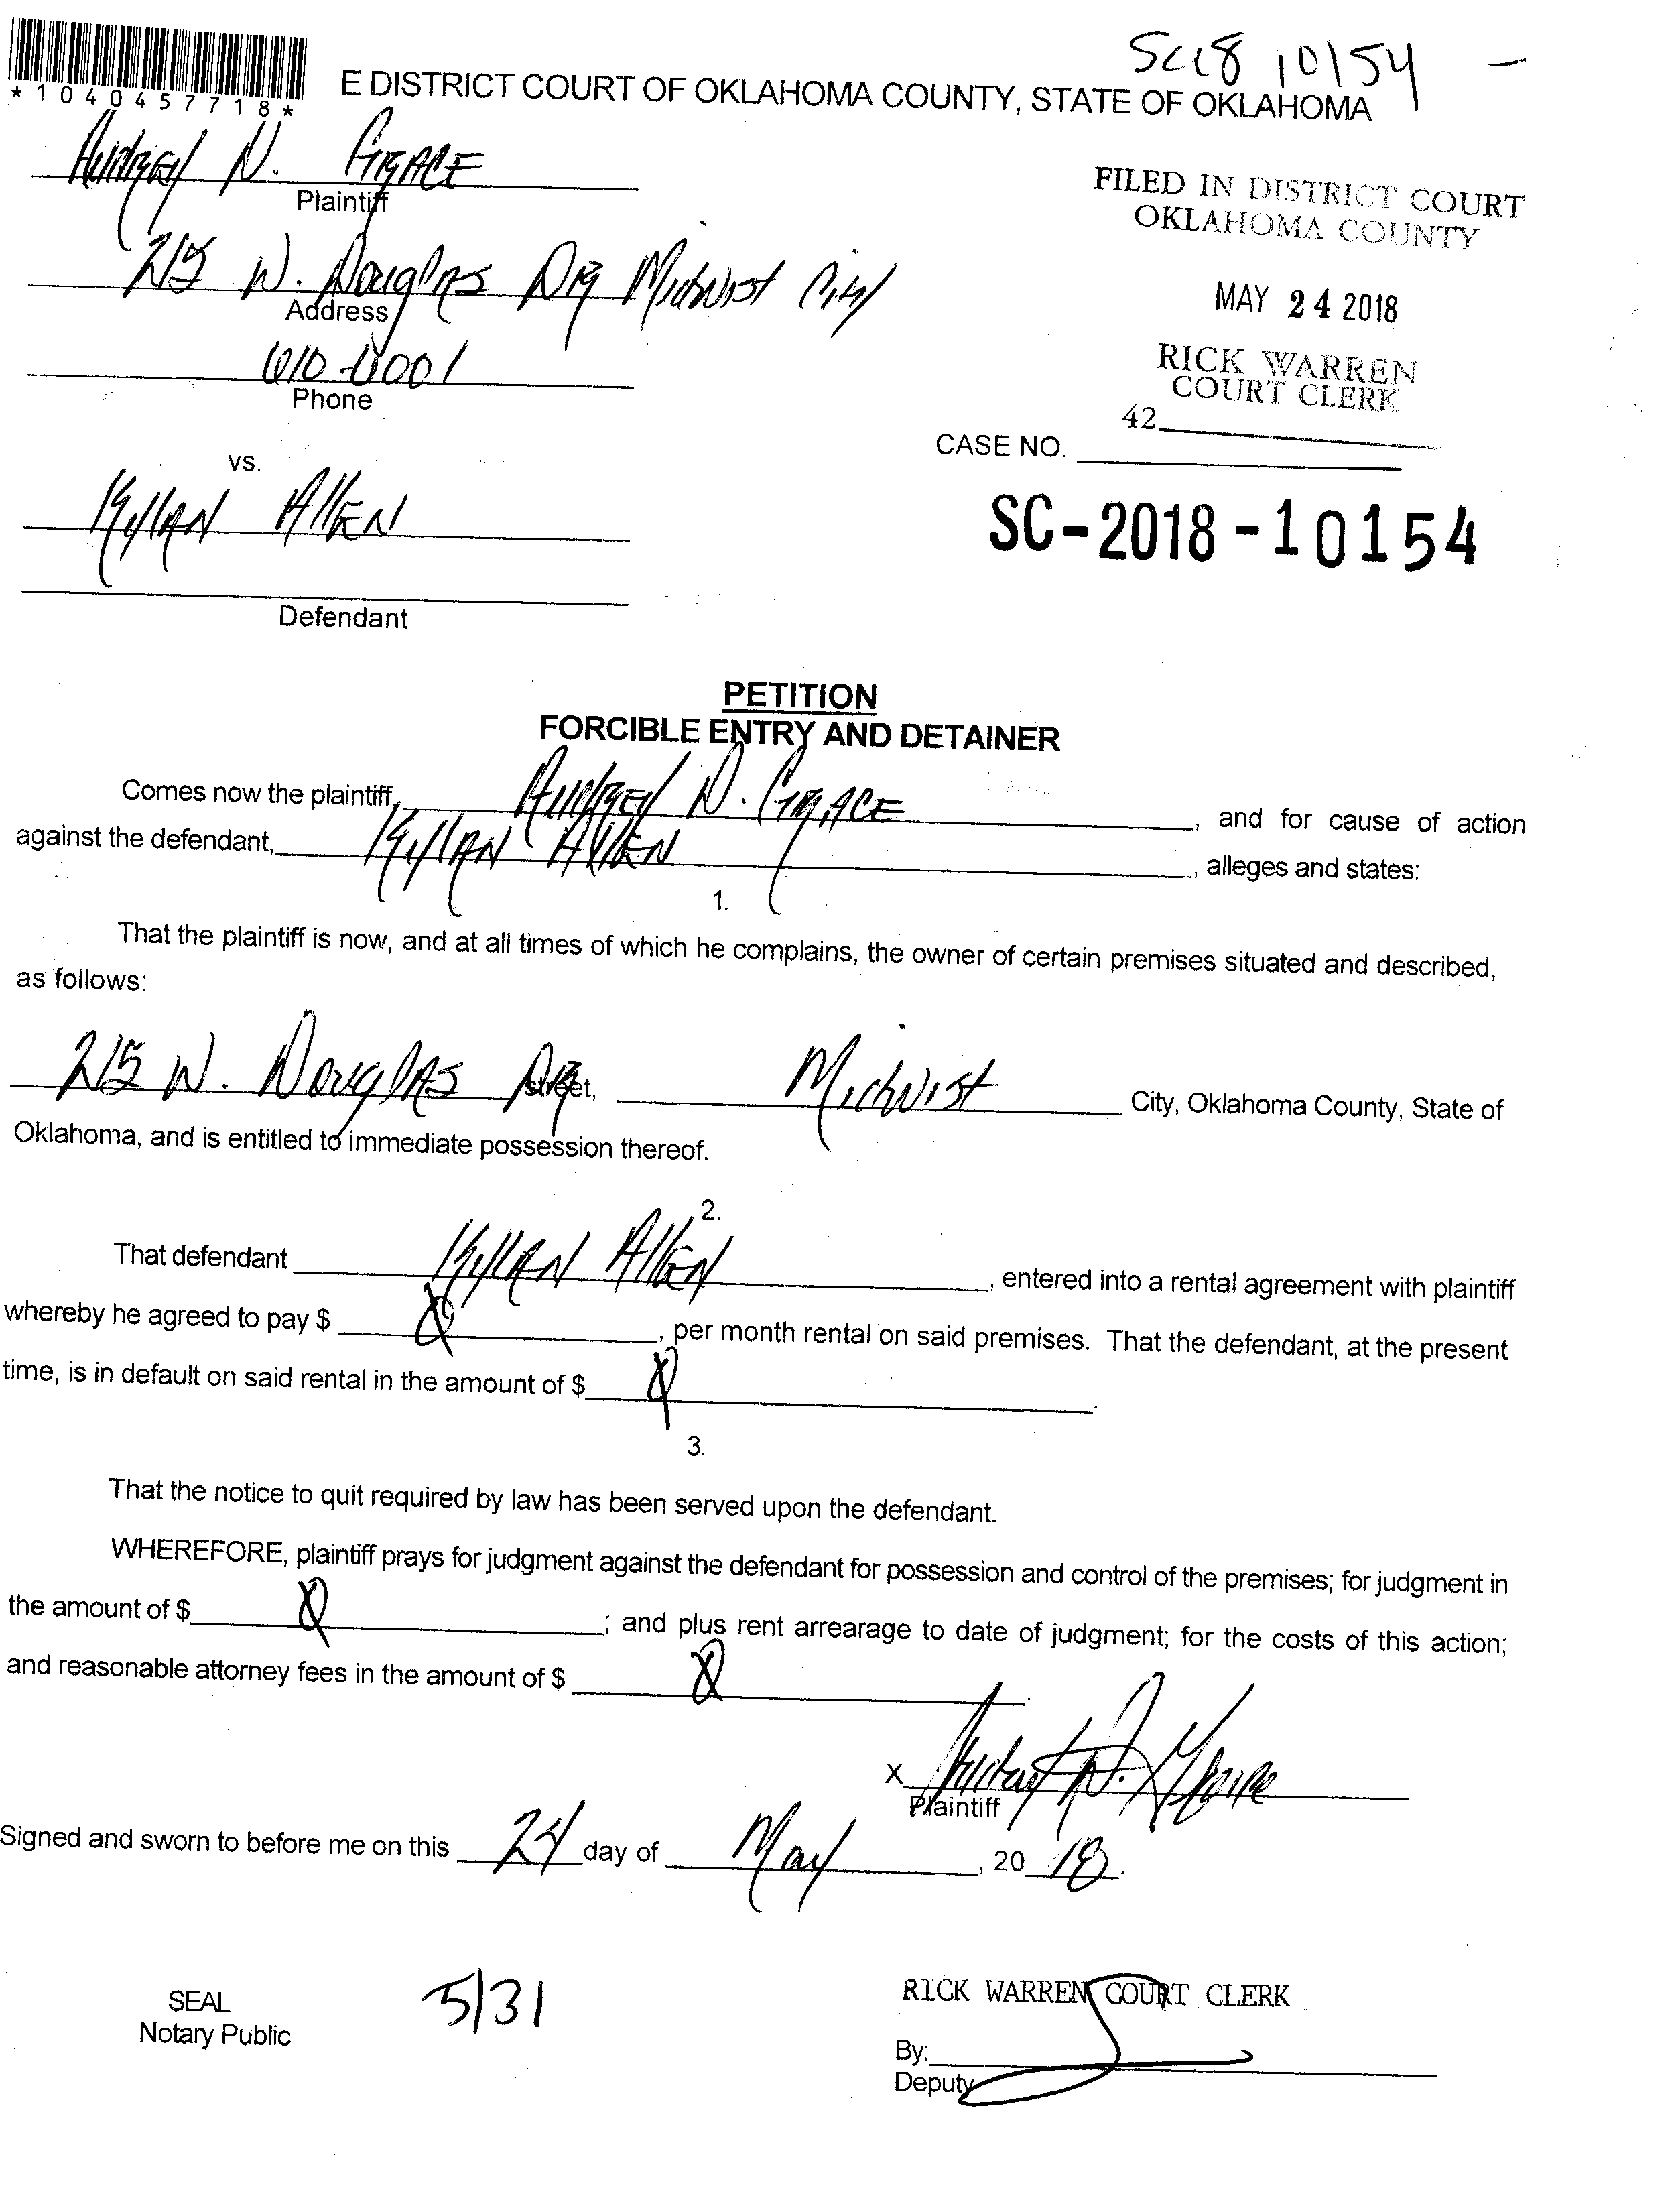 SC18 10154 -
*1040457718*
E DISTRICT COURT OF OKLAHOMA COUNTY, STATE OF OKLAHOMA
Audrey N. Grace
Plaintiff
FILED IN DISTRICT COURT
OKLAHOMA COUNTY
215 W. Douglas DR Midwist City
Address
MAY 24 2018
610-0001
Phone
RICK WARREN
COURT CLERK
42
CASE NO.
vs.
Kyllan Allen
SC-2018-10154
Defendant
PETITION
FORCIBLE ENTRY AND DETAINER
Comes now the plaintiff, Audrey N. Grace, and for cause of action
against the defendant, Kyllan Allen, alleges and states:
1.
That the plaintiff is now, and at all times of which he complains, the owner of certain premises situated and described,
as follows:
215 W. Douglas DR street, Midwist City, Oklahoma County, State of
Oklahoma, and is entitled to immediate possession thereof.
2.
That defendant Kyllan Allen, entered into a rental agreement with plaintiff
whereby he agreed to pay $ , per month rental on said premises. That the defendant, at the present
time, is in default on said rental in the amount of $ .
3.
That the notice to quit required by law has been served upon the defendant.
WHEREFORE, plaintiff prays for judgment against the defendant for possession and control of the premises; for judgment in
the amount of $ ; and plus rent arrearage to date of judgment; for the costs of this action;
and reasonable attorney fees in the amount of $ .
X
Plaintiff
Signed and sworn to before me on this 24 day of May, 20 18.
SEAL
Notary Public
5/31
RICK WARREN COURT CLERK
By:
Deputy